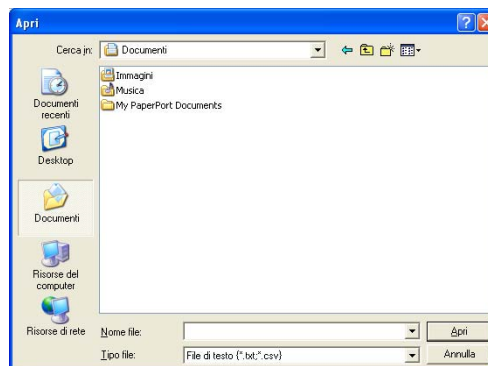 Apri
Cerca in:
Documenti
Immagini
Musica
My PaperPort Documents
Documenti
recenti
Desktop
Documenti
Risorse del
computer
Risorse di rete
Nome file:
Apri
Tipo file:
File di testo (*.txt;*.csv)
Annulla